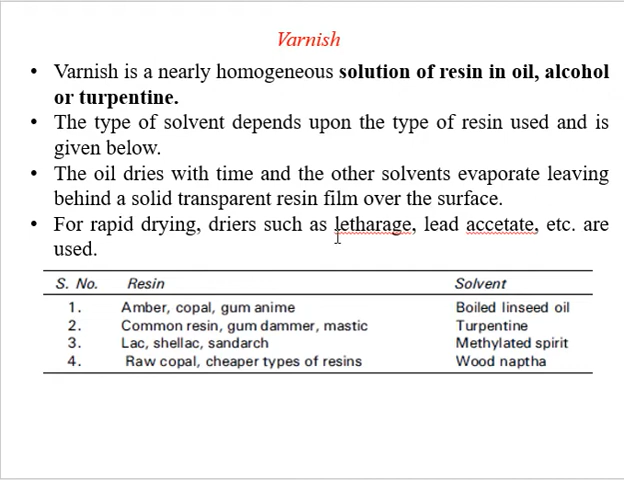 Varnish
• Varnish is a nearly homogeneous solution of resin in oil, alcohol
or turpentine.
• The type of solvent depends upon the type of resin used and is
given below.
• The oil dries with time and the other solvents evaporate leaving
behind a solid transparent resin film over the surface.
• For rapid drying, driers such as letharage, lead accetate, etc. are
used.
S. No. Resin Solvent
1. Amber, copal, gum anime Boiled linseed oil
2. Common resin, gum dammer, mastic Turpentine
3. Lac, shellac, sandarch Methylated spirit
4. Raw copal, cheaper types of resins Wood naptha